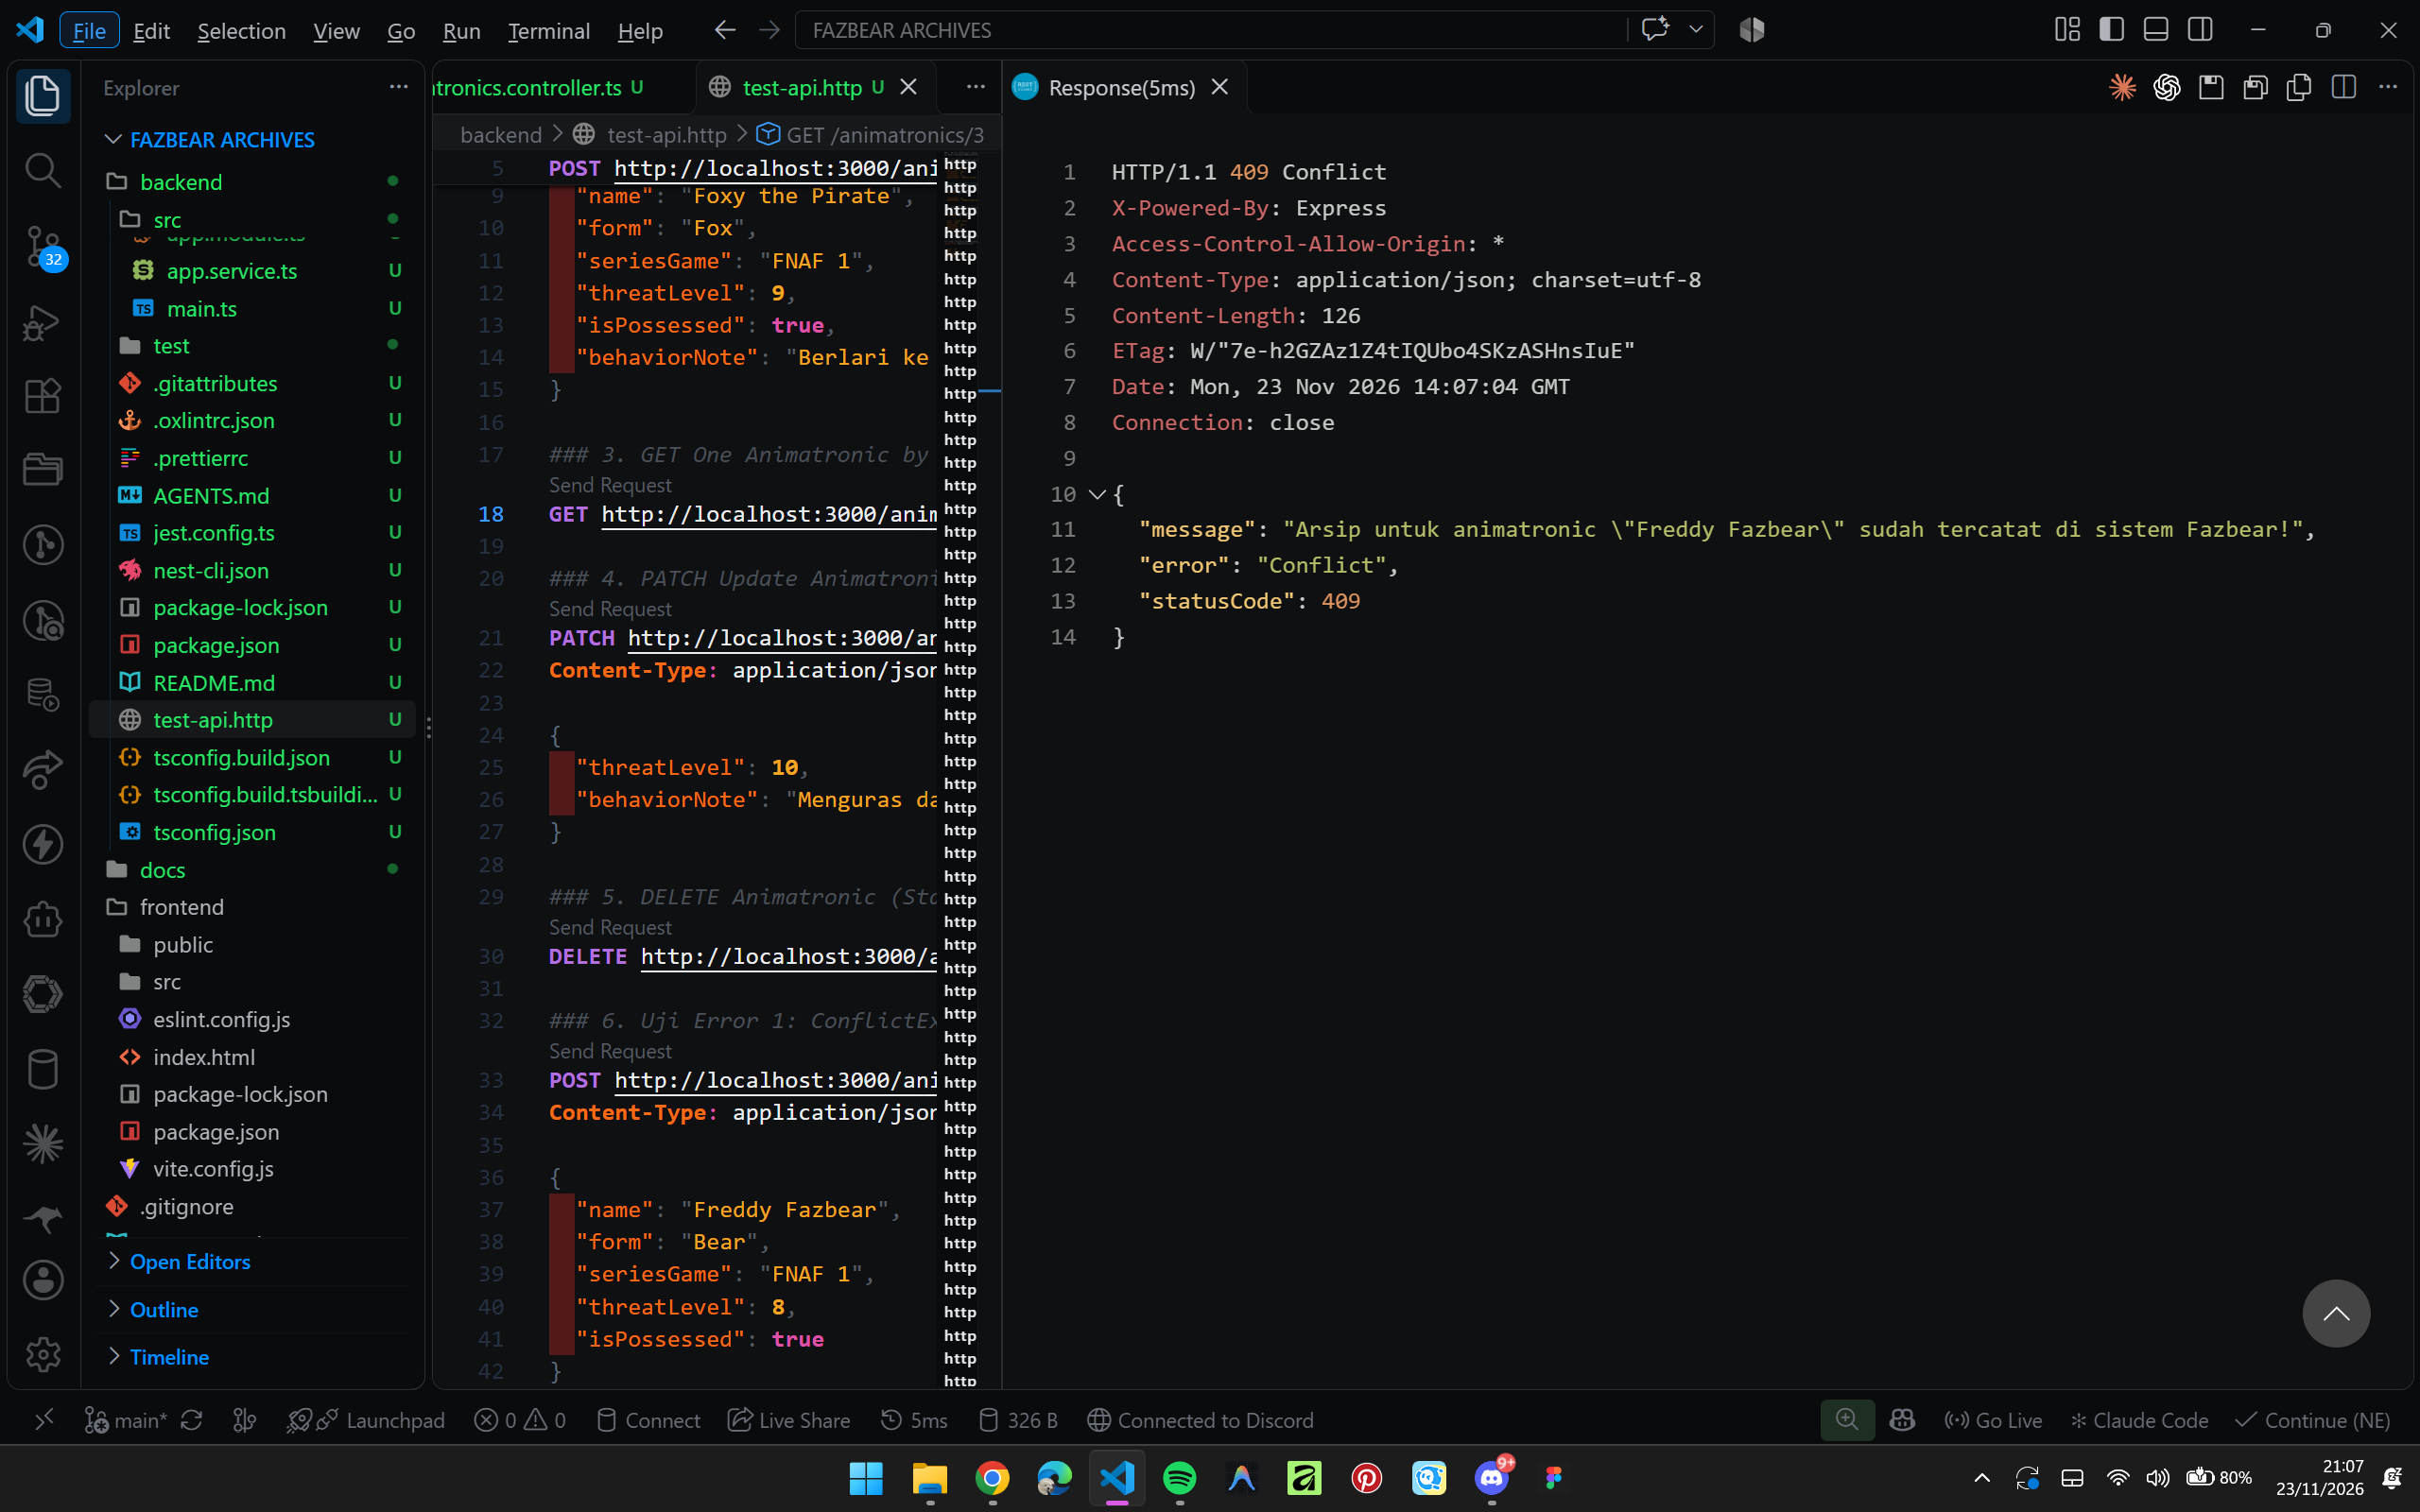 File Edit Selection View Go Run Terminal Help FAZBEAR ARCHIVES
Explorer
FAZBEAR ARCHIVES
backend
src
app.module.ts
app.service.ts U
main.ts U
test
.gitattributes U
.oxlintrc.json U
.prettierrc U
AGENTS.md U
jest.config.ts U
nest-cli.json U
package-lock.json U
package.json U
README.md U
test-api.http U
tsconfig.build.json U
tsconfig.build.tsbuildi... U
tsconfig.json U
docs
frontend
public
src
eslint.config.js
index.html
package-lock.json
package.json
vite.config.js
.gitignore
Open Editors
Outline
Timeline
32
tronics.controller.ts U test-api.http U
backend > test-api.http > GET /animatronics/3
5 POST http://localhost:3000/ani
9 "name": "Foxy the Pirate",
10 "form": "Fox",
11 "seriesGame": "FNAF 1",
12 "threatLevel": 9,
13 "isPossessed": true,
14 "behaviorNote": "Berlari ke
15 }
16
17 ### 3. GET One Animatronic by
Send Request
18 GET http://localhost:3000/anim
19
20 ### 4. PATCH Update Animatroni
Send Request
21 PATCH http://localhost:3000/an
22 Content-Type: application/json
23
24 {
25 "threatLevel": 10,
26 "behaviorNote": "Menguras da
27 }
28
29 ### 5. DELETE Animatronic (Sta
Send Request
30 DELETE http://localhost:3000/a
31
32 ### 6. Uji Error 1: ConflictEx
Send Request
33 POST http://localhost:3000/ani
34 Content-Type: application/json
35
36 {
37 "name": "Freddy Fazbear",
38 "form": "Bear",
39 "seriesGame": "FNAF 1",
40 "threatLevel": 8,
41 "isPossessed": true
42 }
Response(5ms)
1 HTTP/1.1 409 Conflict
2 X-Powered-By: Express
3 Access-Control-Allow-Origin: *
4 Content-Type: application/json; charset=utf-8
5 Content-Length: 126
6 ETag: W/"7e-h2GZAz1Z4tIQUbo4SKzASHnsIuE"
7 Date: Mon, 23 Nov 2026 14:07:04 GMT
8 Connection: close
9
10 {
11 "message": "Arsip untuk animatronic \"Freddy Fazbear\" sudah tercatat di sistem Fazbear!",
12 "error": "Conflict",
13 "statusCode": 409
14 }
main* Launchpad 0 0 Connect Live Share 5ms 326 B Connected to Discord Go Live Claude Code Continue (NE)
9+ 80% 21:07
23/11/2026